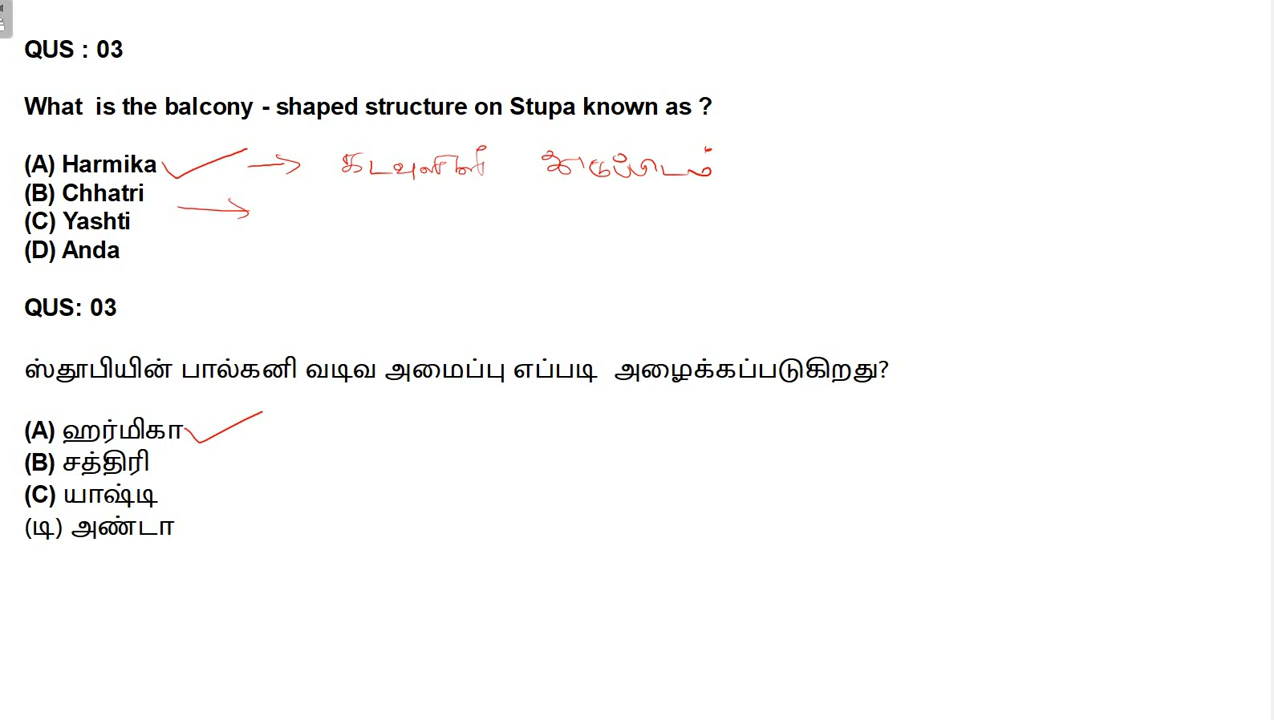 QUS : 03
What is the balcony - shaped structure on Stupa known as ?
(A) Harmika → கடவுளின் இருப்பிடம்
(B) Chhatri
(C) Yashti
(D) Anda
QUS: 03
ஸ்தூபியின் பால்கனி வடிவ அமைப்பு எப்படி அழைக்கப்படுகிறது?
(A) ஹர்மிகா
(B) சத்திரி
(C) யாஷ்டி
(டி) அண்டா